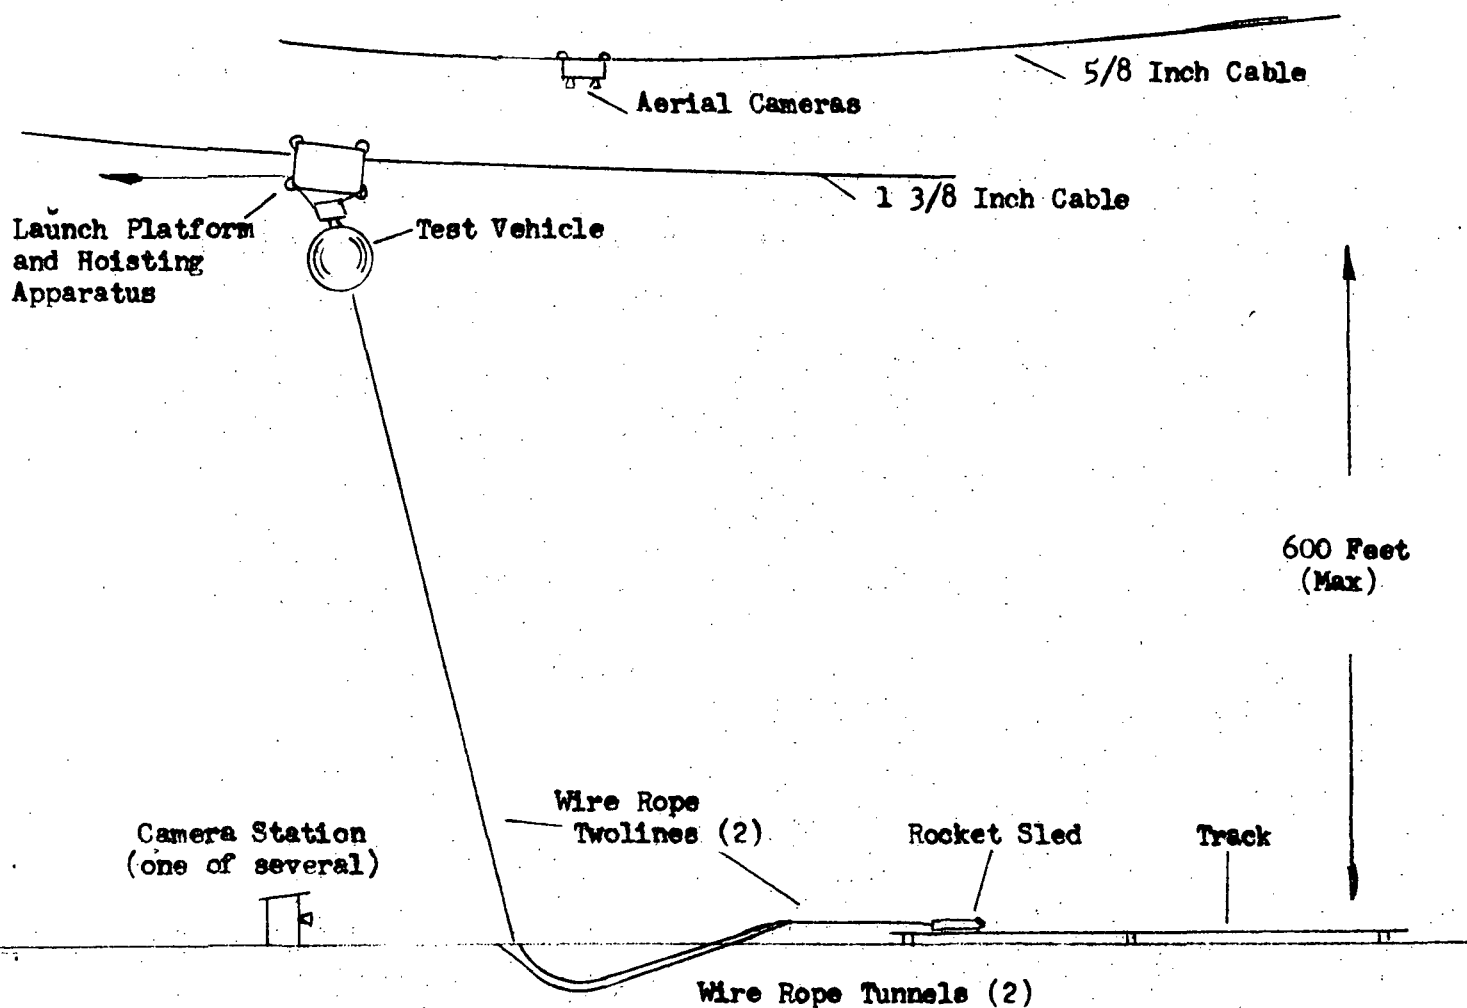 5/8 Inch Cable
Aerial Cameras
1 3/8 Inch Cable
Launch Platform
and Hoisting
Apparatus
Test Vehicle
600 Feet
(Max)
Wire Rope
Twolines (2)
Camera Station
(one of several)
Rocket Sled
Track
Wire Rope Tunnels (2)